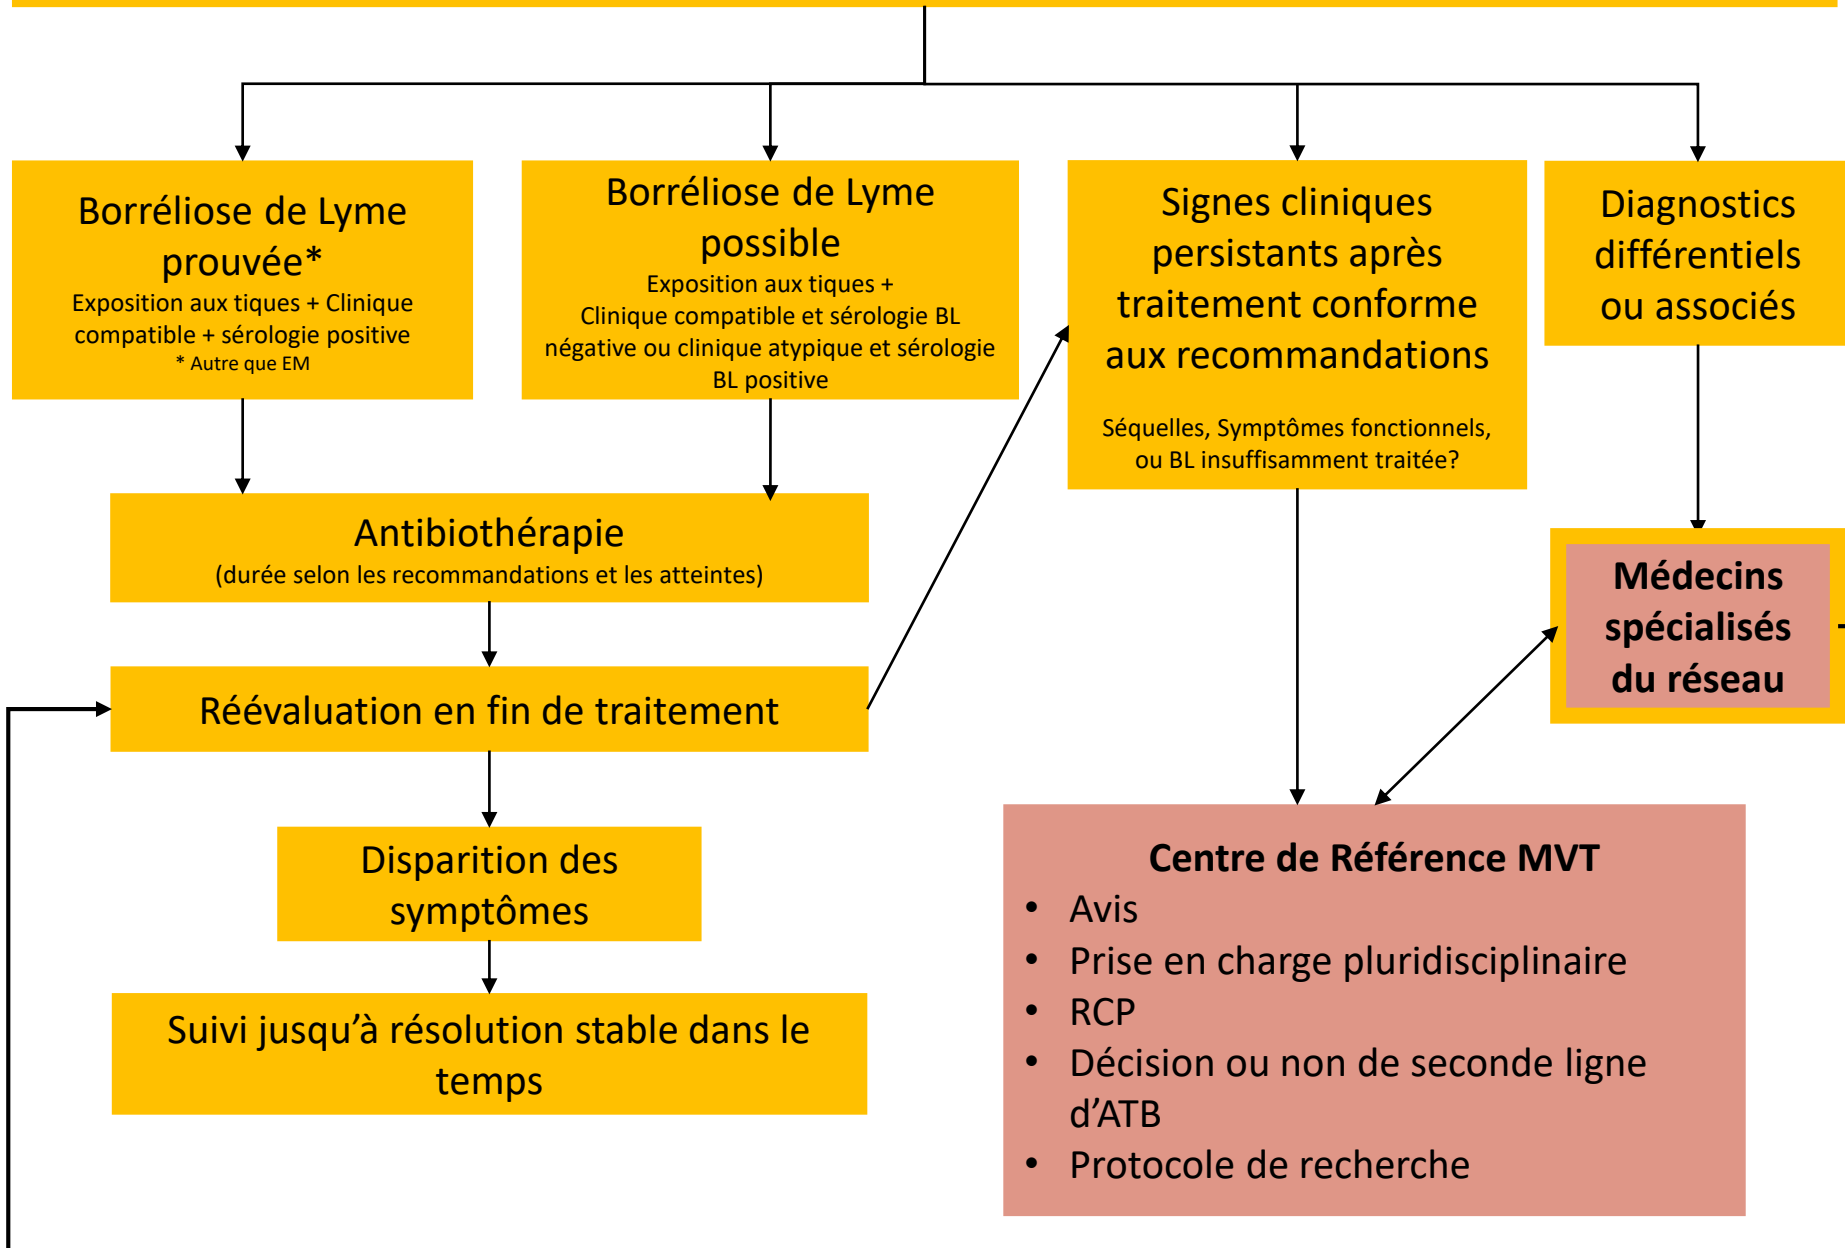 Borréliose de Lyme
prouvée*
Exposition aux tiques + Clinique
compatible + sérologie positive
* Autre que EM
Borréliose de Lyme
possible
Exposition aux tiques +
Clinique compatible et sérologie BL
négative ou clinique atypique et sérologie
BL positive
Signes cliniques
persistants après
traitement conforme
aux recommandations
Séquelles, Symptômes fonctionnels,
ou BL insuffisamment traitée?
Diagnostics
différentiels
ou associés
Antibiothérapie
(durée selon les recommandations et les atteintes)
Médecins
spécialisés
du réseau
Réévaluation en fin de traitement
Disparition des
symptômes
Suivi jusqu’à résolution stable dans le
temps
Centre de Référence MVT
• Avis
• Prise en charge pluridisciplinaire
• RCP
• Décision ou non de seconde ligne
d’ATB
• Protocole de recherche